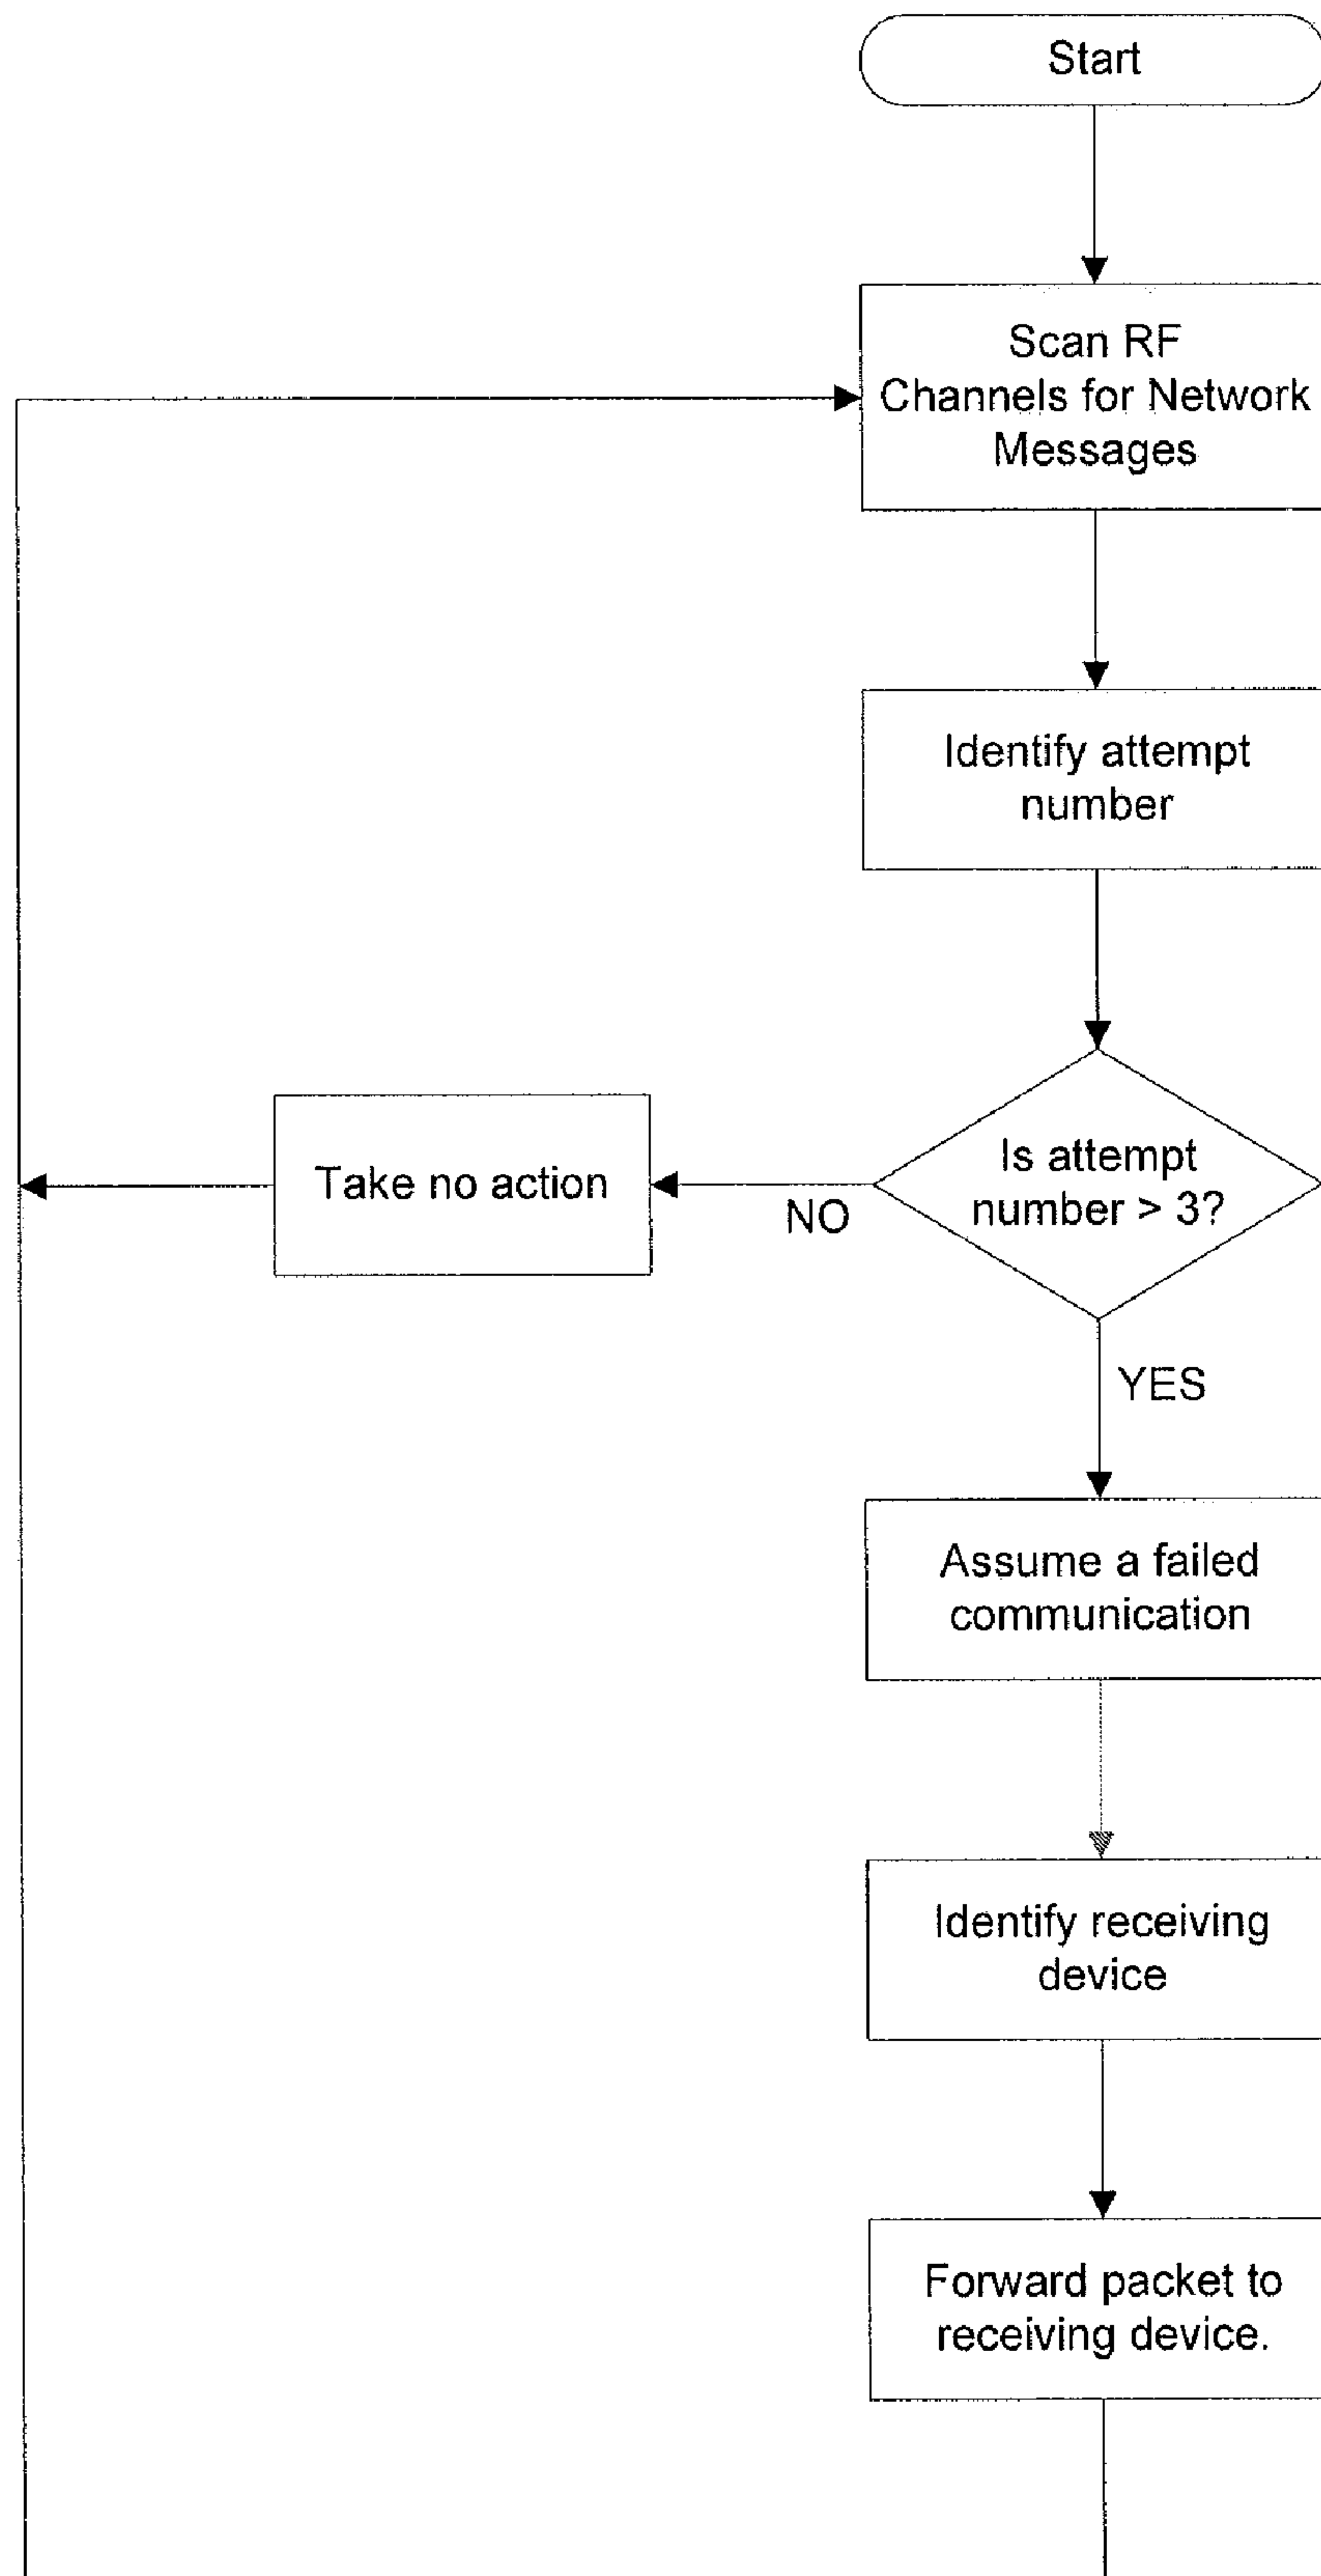 Start
Scan RF
Channels for Network
Messages
Identify attempt
number
Is attempt
number > 3?
NO
Take no action
YES
Assume a failed
communication
Identify receiving
device
Forward packet to
receiving device.